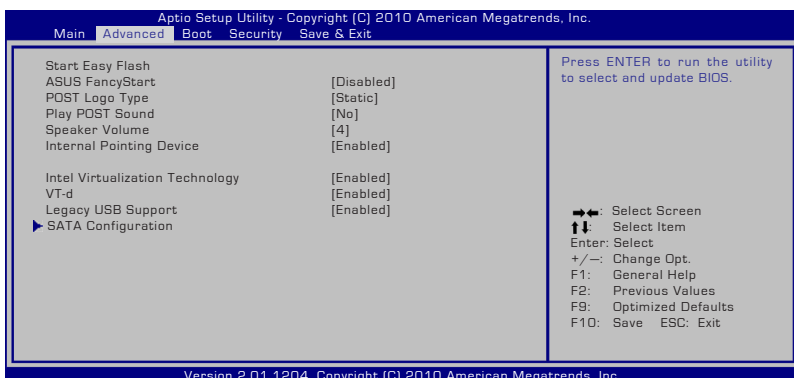 Aptio Setup Utility - Copyright (C) 2010 American Megatrends, Inc.
Main Advanced Boot Security Save & Exit
Start Easy Flash
ASUS FancyStart [Disabled]
POST Logo Type [Static]
Play POST Sound [No]
Speaker Volume [4]
Internal Pointing Device [Enabled]
Intel Virtualization Technology [Enabled]
VT-d [Enabled]
Legacy USB Support [Enabled]
SATA Configuration
Press ENTER to run the utility
to select and update BIOS.
→←: Select Screen
↑↓: Select Item
Enter: Select
+/—: Change Opt.
F1: General Help
F2: Previous Values
F9: Optimized Defaults
F10: Save ESC: Exit
Version 2.01.1204. Copyright (C) 2010 American Megatrends, Inc.